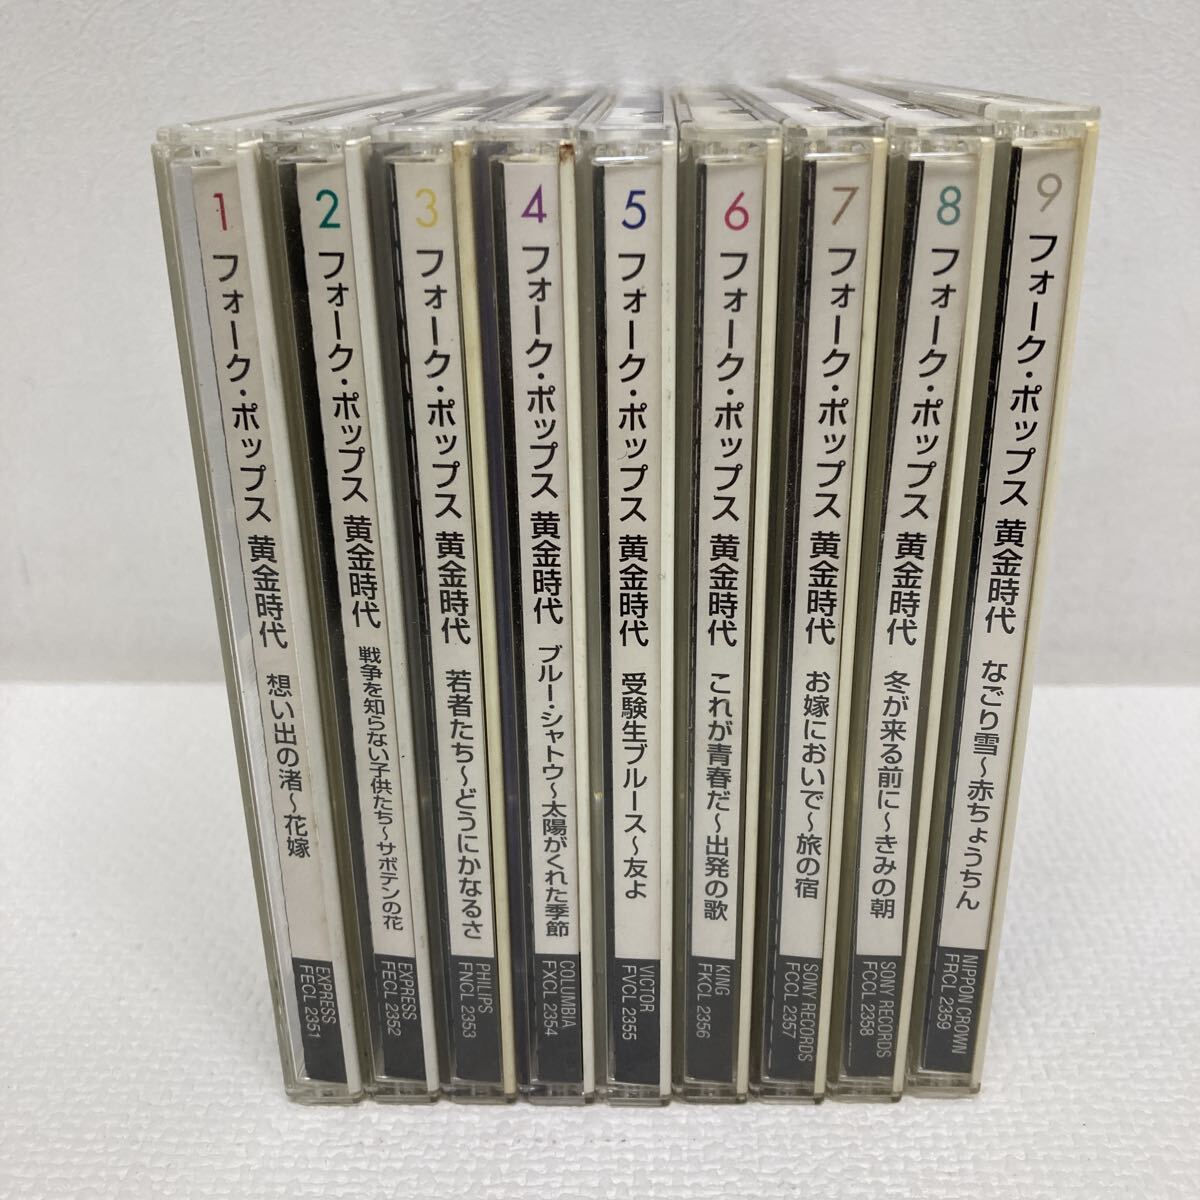 1 フォーク・ポップス 黄金時代 想い出の渚〜花嫁
EXPRESS
FECL 2351
2 フォーク・ポップス 黄金時代 戦争を知らない子供たち〜サボテンの花
EXPRESS
FECL 2352
3 フォーク・ポップス 黄金時代 若者たち〜どうにかなるさ
PHILIPS
FNCL 2353
4 フォーク・ポップス 黄金時代 ブルー・シャトウ〜太陽がくれた季節
COLUMBIA
FXCL 2354
5 フォーク・ポップス 黄金時代 受験生ブルース〜友よ
VICTOR
FVCL 2355
6 フォーク・ポップス 黄金時代 これが青春だ〜出発の歌
KING
FKCL 2356
7 フォーク・ポップス 黄金時代 お嫁においで〜旅の宿
SONY RECORDS
FCCL 2357
8 フォーク・ポップス 黄金時代 冬が来る前に〜きみの朝
SONY RECORDS
FCCL 2358
9 フォーク・ポップス 黄金時代 なごり雪〜赤ちょうちん
NIPPON CROWN
FRCL 2359